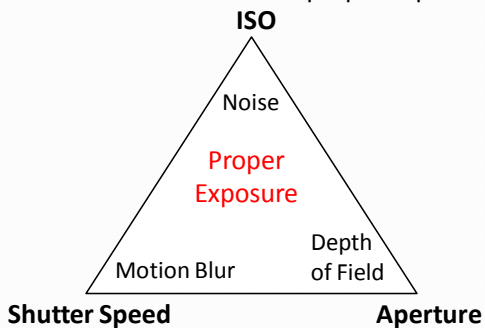 ISO
Noise
Proper
Exposure
Motion Blur
Depth
of Field
Shutter Speed
Aperture